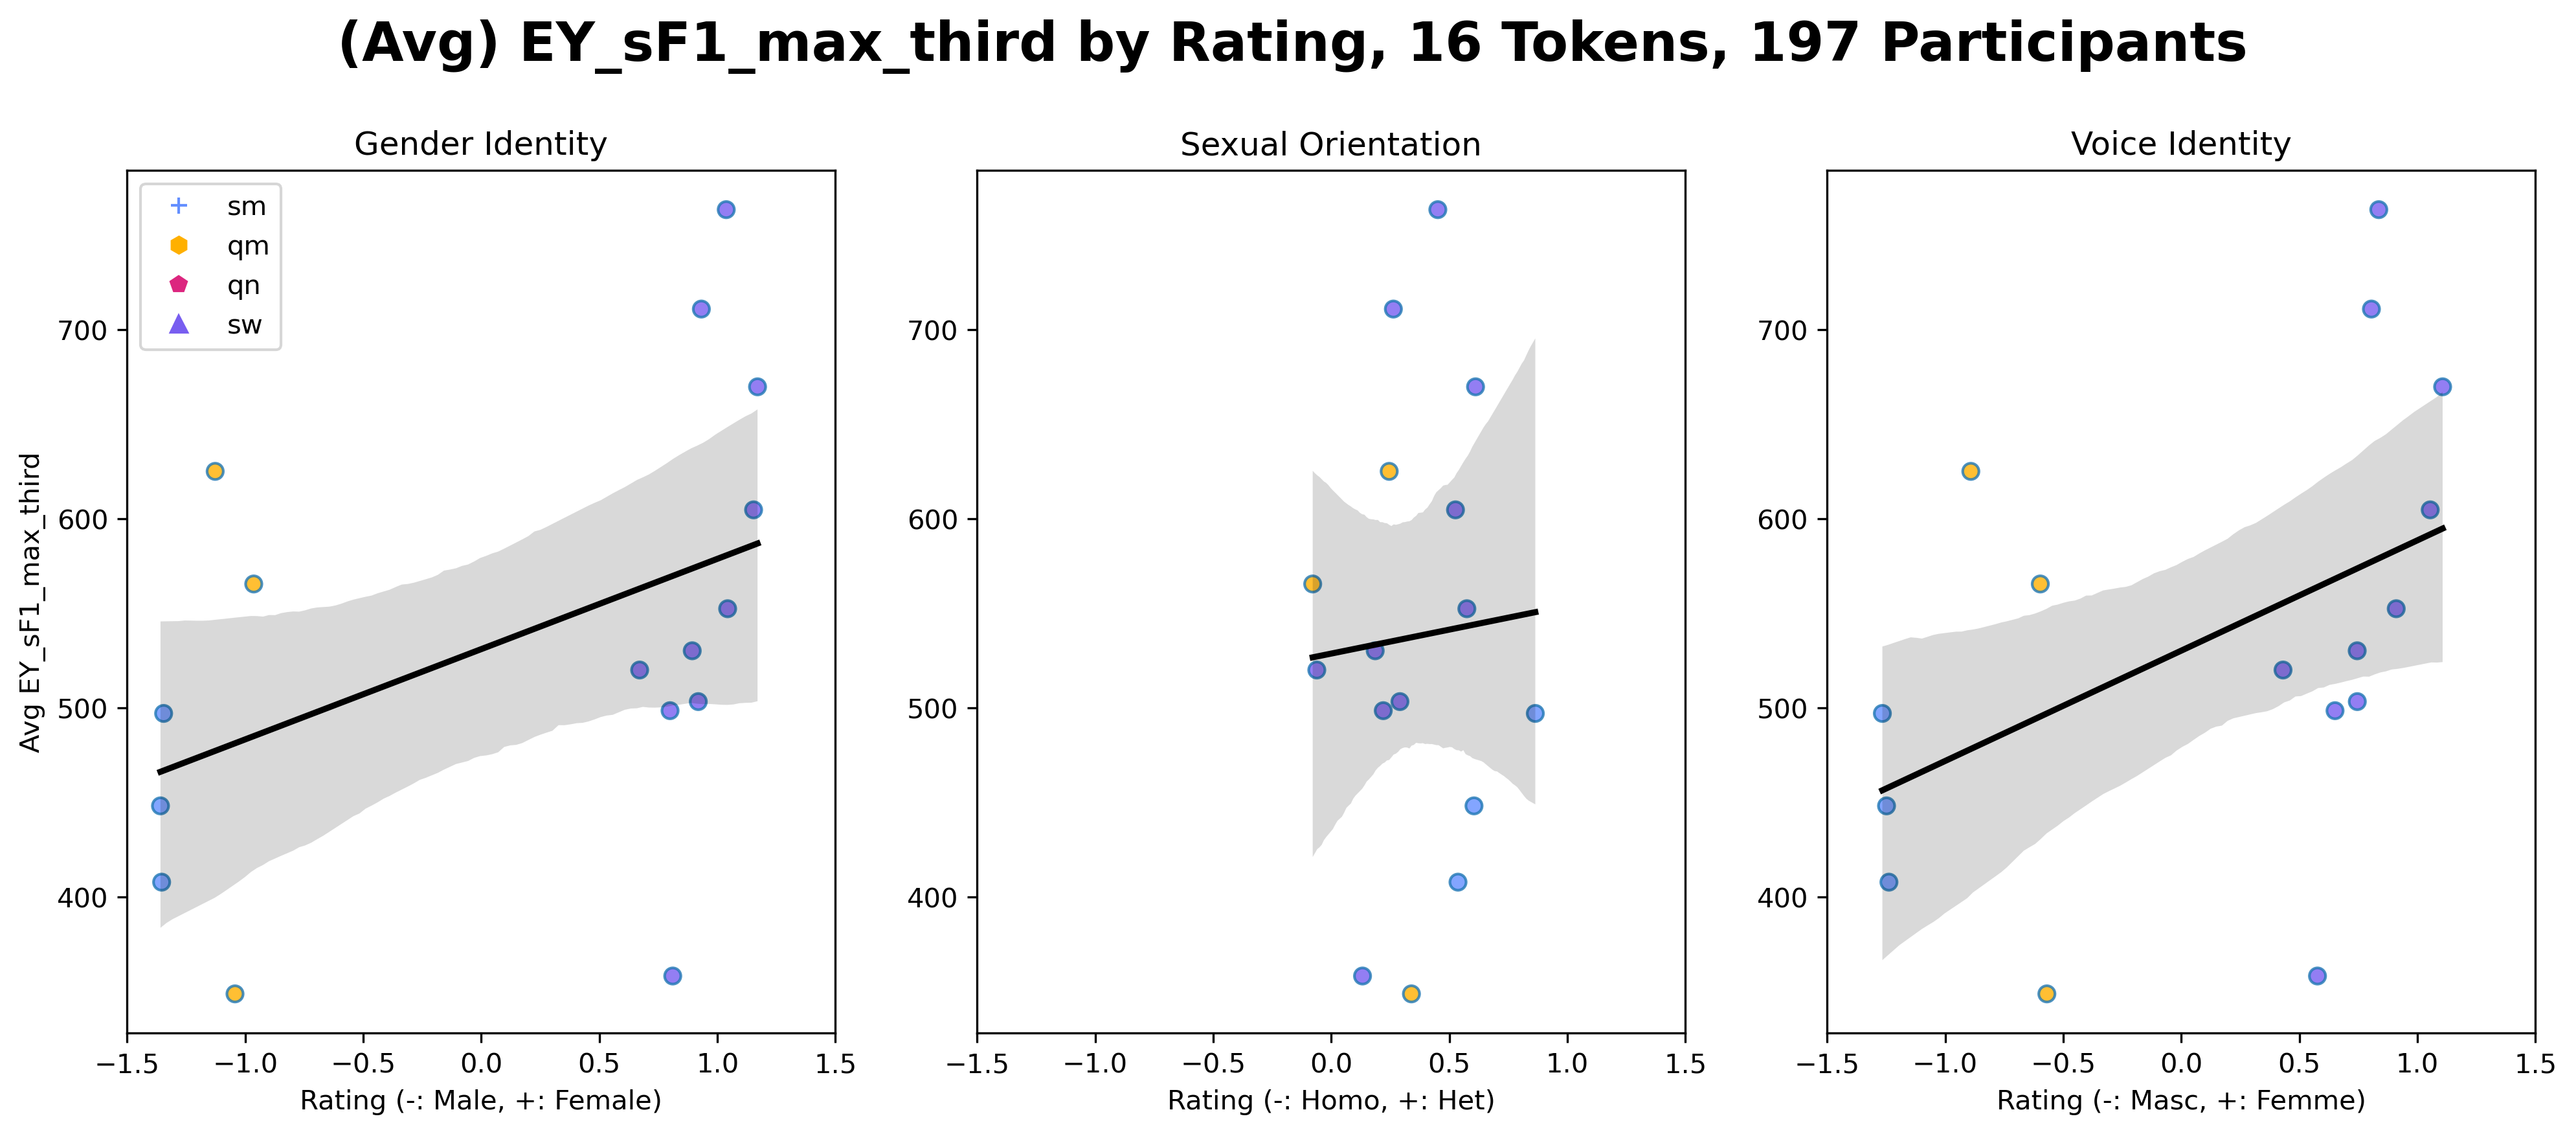 (Avg) EY_sF1_max_third by Rating, 16 Tokens, 197 Participants
Gender Identity
sm
qm
qn
sw
Avg EY_sF1_max_third
700
600
500
400
−1.5 −1.0 −0.5 0.0 0.5 1.0 1.5
Rating (-: Male, +: Female)
Sexual Orientation
700
600
500
400
−1.5 −1.0 −0.5 0.0 0.5 1.0 1.5
Rating (-: Homo, +: Het)
Voice Identity
700
600
500
400
−1.5 −1.0 −0.5 0.0 0.5 1.0 1.5
Rating (-: Masc, +: Femme)